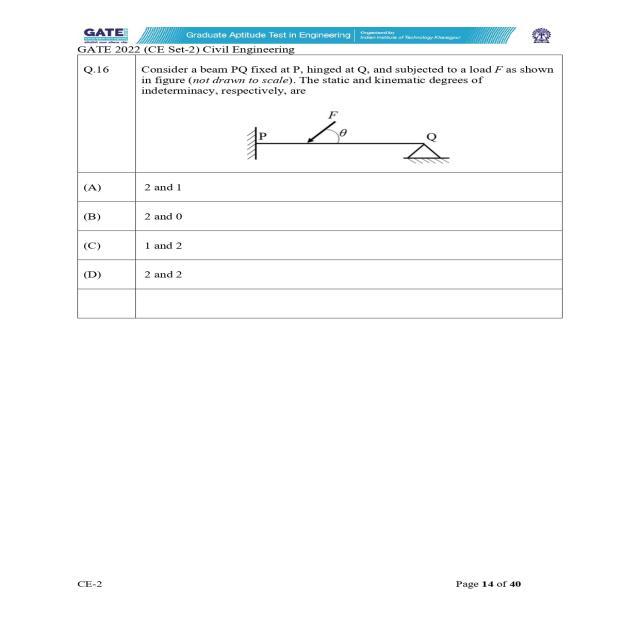 GATE
Graduate Aptitude Test in Engineering
Organised by
Indian Institute of Technology Kharagpur
GATE 2022 (CE Set-2) Civil Engineering
Q.16 Consider a beam PQ fixed at P, hinged at Q, and subjected to a load F as shown
in figure (not drawn to scale). The static and kinematic degrees of
indeterminacy, respectively, are
F
P θ Q
(A) 2 and 1
(B) 2 and 0
(C) 1 and 2
(D) 2 and 2
CE-2 Page 14 of 40